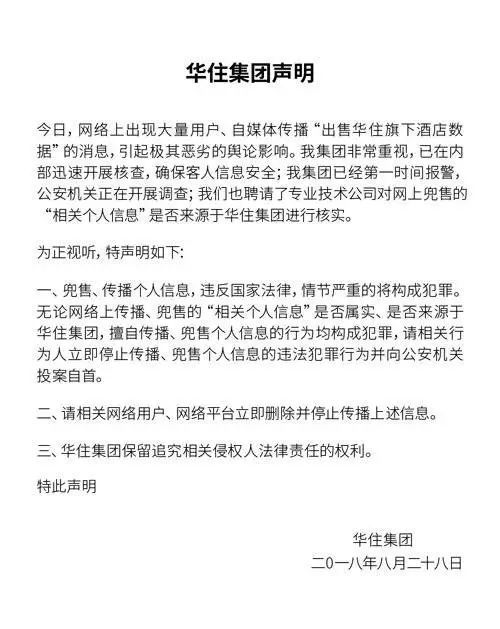 华住集团声明
今日，网络上出现大量用户、自媒体传播“出售华住旗下酒店数
据”的消息，引起极其恶劣的舆论影响。我集团非常重视，已在内
部迅速开展核查，确保客人信息安全；我集团已经第一时间报警，
公安机关正在开展调查；我们也聘请了专业技术公司对网上兜售的
“相关个人信息”是否来源于华住集团进行核实。
为正视听，特声明如下：
一、兜售、传播个人信息，违反国家法律，情节严重的将构成犯罪。
无论网络上传播、兜售的“相关个人信息”是否属实、是否来源于
华住集团，擅自传播、兜售个人信息的行为均构成犯罪，请相关行
为人立即停止传播、兜售个人信息的违法犯罪行为并向公安机关
投案自首。
二、请相关网络用户、网络平台立即删除并停止传播上述信息。
三、华住集团保留追究相关侵权人法律责任的权利。
特此声明
华住集团
二〇一八年八月二十八日